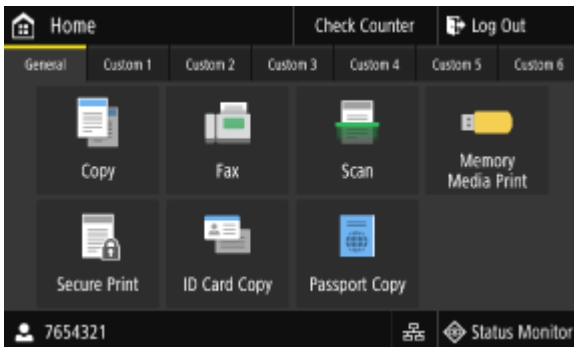 Home
Check Counter
Log Out
General
Custom 1
Custom 2
Custom 3
Custom 4
Custom 5
Custom 6
Copy
Fax
Scan
Memory
Media Print
Secure Print
ID Card Copy
Passport Copy
7654321
Status Monitor